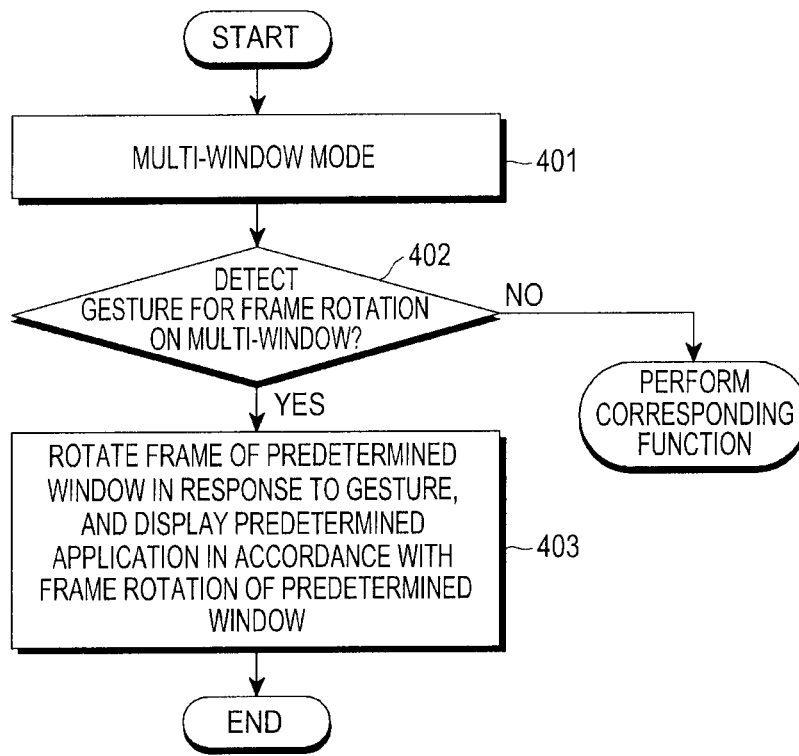 START
MULTI-WINDOW MODE
401
402
DETECT
GESTURE FOR FRAME ROTATION
ON MULTI-WINDOW?
NO
PERFORM
CORRESPONDING
FUNCTION
YES
ROTATE FRAME OF PREDETERMINED
WINDOW IN RESPONSE TO GESTURE,
AND DISPLAY PREDETERMINED
APPLICATION IN ACCORDANCE WITH
FRAME ROTATION OF PREDETERMINED
WINDOW
403
END